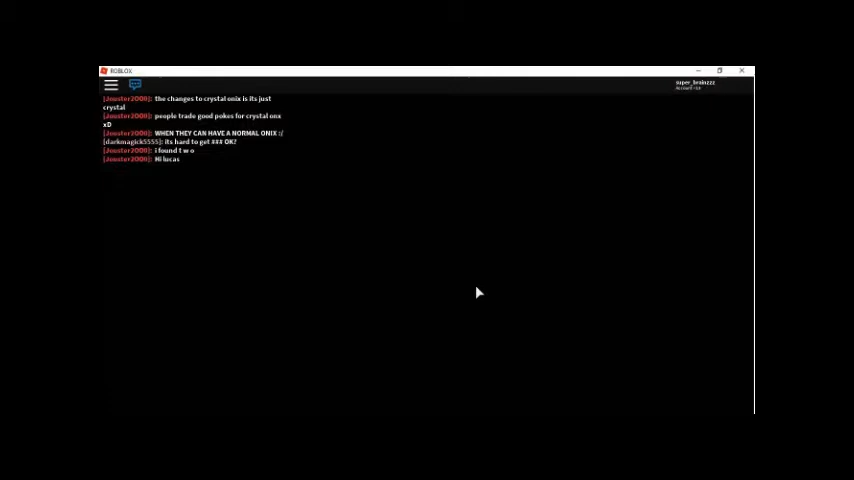 ROBLOX
super_brainzzz
[Jouster2000]: the changes to crystal onix is its just
crystal
[Jouster2000]: people trade good pokes for crystal onx
xD
[Jouster2000]: WHEN THEY CAN HAVE A NORMAL ONIX :/
[darkmagick5555]: its hard to get ### OK?
[Jouster2000]: i found t w o
[Jouster2000]: Hi lucas